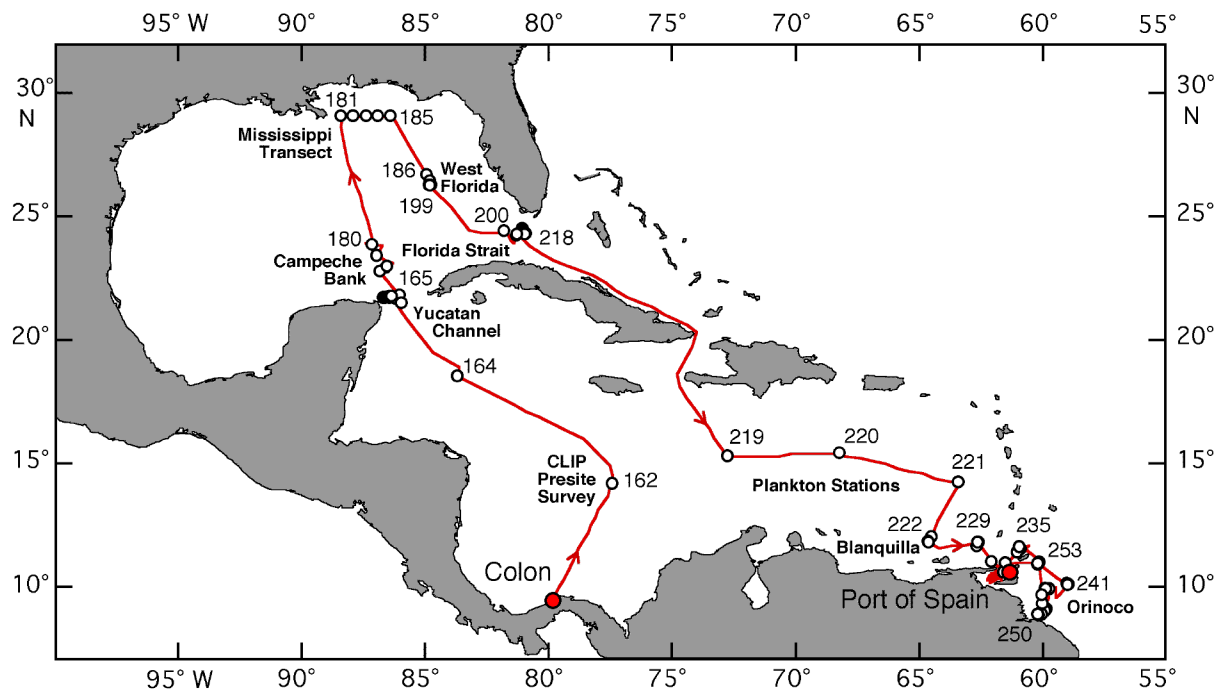 95° W 90° 85° 80° 75° 70° 65° 60° 55°
30°
N
30°
N
181
185
Mississippi
Transect
186
West
Florida
199
25°
25°
200
218
180
Florida Strait
Campeche
Bank
165
Yucatan
Channel
20°
20°
164
219
220
15°
15°
CLIP
Presite
Survey
162
221
Plankton Stations
222
229
235
Blanquilla
253
Colon
10°
10°
241
Port of Spain
Orinoco
250
95° W 90° 85° 80° 75° 70° 65° 60° 55°